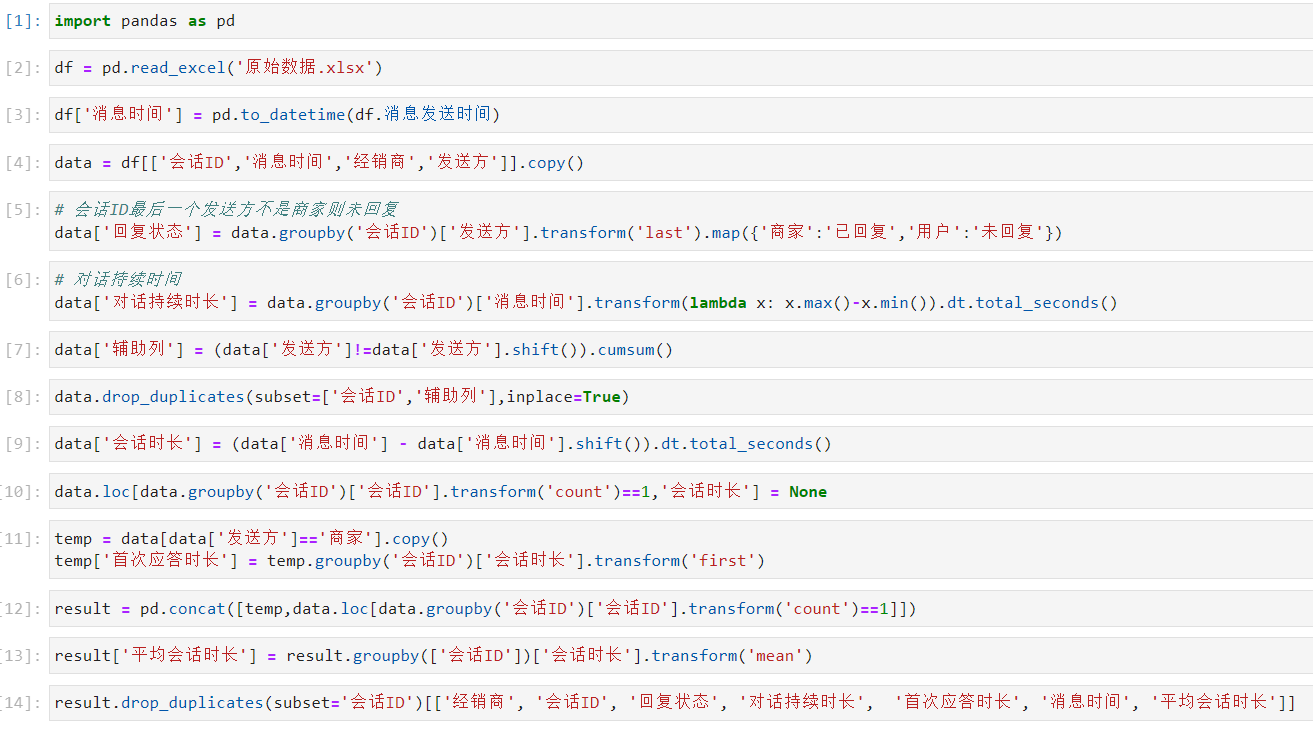 [1]: import pandas as pd
[2]: df = pd.read_excel('原始数据.xlsx')
[3]: df['消息时间'] = pd.to_datetime(df.消息发送时间)
[4]: data = df[['会话ID','消息时间','经销商','发送方']].copy()
[5]: # 会话ID最后一个发送方不是商家则未回复
data['回复状态'] = data.groupby('会话ID')['发送方'].transform('last').map({'商家':'已回复','用户':'未回复'})
[6]: # 对话持续时间
data['对话持续时长'] = data.groupby('会话ID')['消息时间'].transform(lambda x: x.max()-x.min()).dt.total_seconds()
[7]: data['辅助列'] = (data['发送方']!=data['发送方'].shift()).cumsum()
[8]: data.drop_duplicates(subset=['会话ID','辅助列'],inplace=True)
[9]: data['会话时长'] = (data['消息时间'] - data['消息时间'].shift()).dt.total_seconds()
[10]: data.loc[data.groupby('会话ID')['会话ID'].transform('count')==1,'会话时长'] = None
[11]: temp = data[data['发送方']=='商家'].copy()
temp['首次应答时长'] = temp.groupby('会话ID')['会话时长'].transform('first')
[12]: result = pd.concat([temp,data.loc[data.groupby('会话ID')['会话ID'].transform('count')==1]])
[13]: result['平均会话时长'] = result.groupby(['会话ID'])['会话时长'].transform('mean')
[14]: result.drop_duplicates(subset='会话ID')[['经销商', '会话ID', '回复状态', '对话持续时长', '首次应答时长', '消息时间', '平均会话时长']]